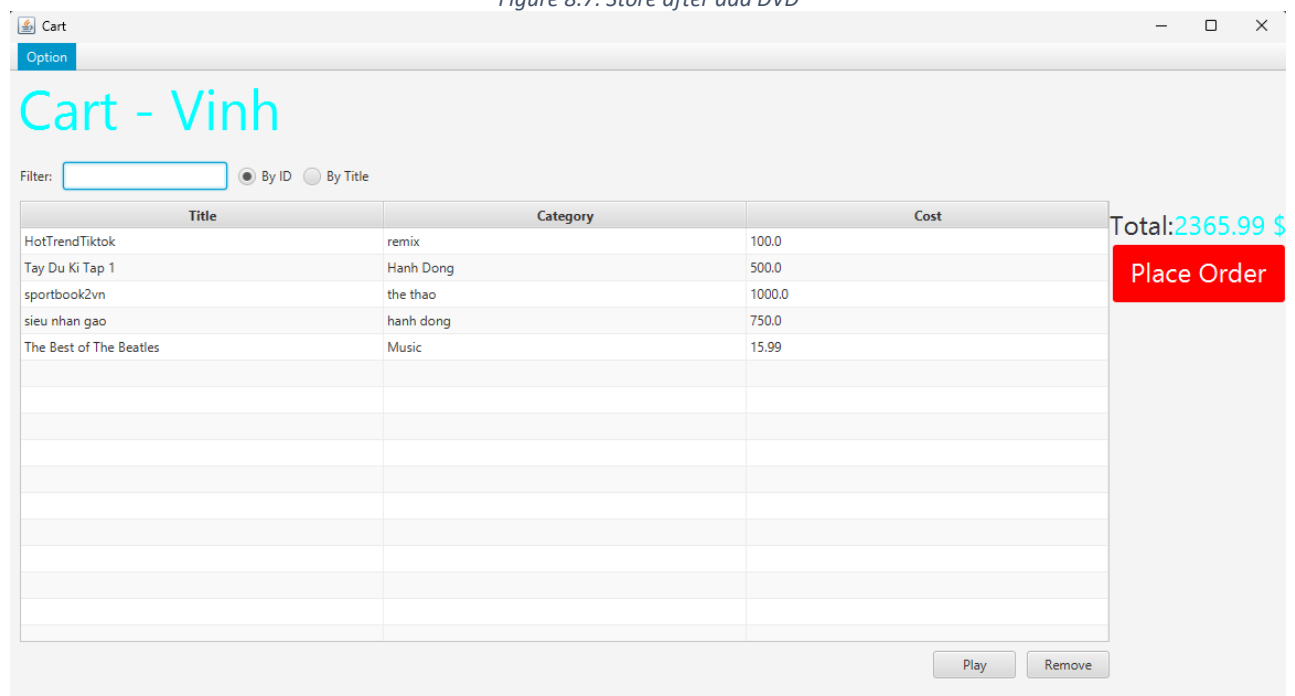 Figure 8.7. Store after add DVD
Cart
Option
Cart - Vinh
Filter: By ID By Title
Title Category Cost
HotTrendTiktok remix 100.0
Tay Du Ki Tap 1 Hanh Dong 500.0
sportbook2vn the thao 1000.0
sieu nhan gao hanh dong 750.0
The Best of The Beatles Music 15.99
Total:2365.99 $
Place Order
Play Remove